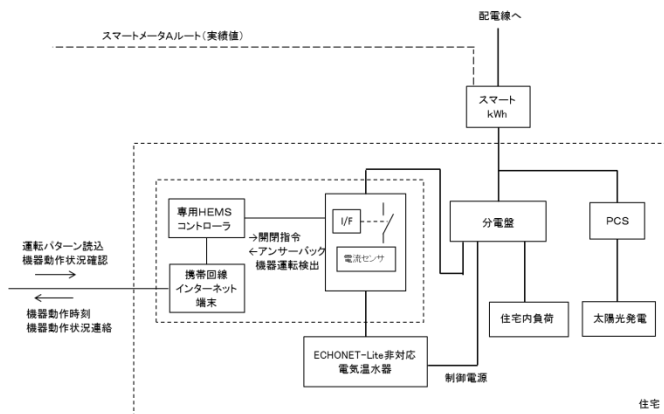 配電線へ
スマートメータAルート(実績値)
スマート
kWh
専用HEMS
コントローラ
I/F
→開閉指令
←アンサーバック
機器運転検出
電流センサ
分電盤
PCS
運転パターン読込
機器動作状況確認
携帯回線
インターネット
端末
機器動作時刻
機器動作状況連絡
住宅内負荷
太陽光発電
ECHONET-Lite非対応
電気温水器
制御電源
住宅